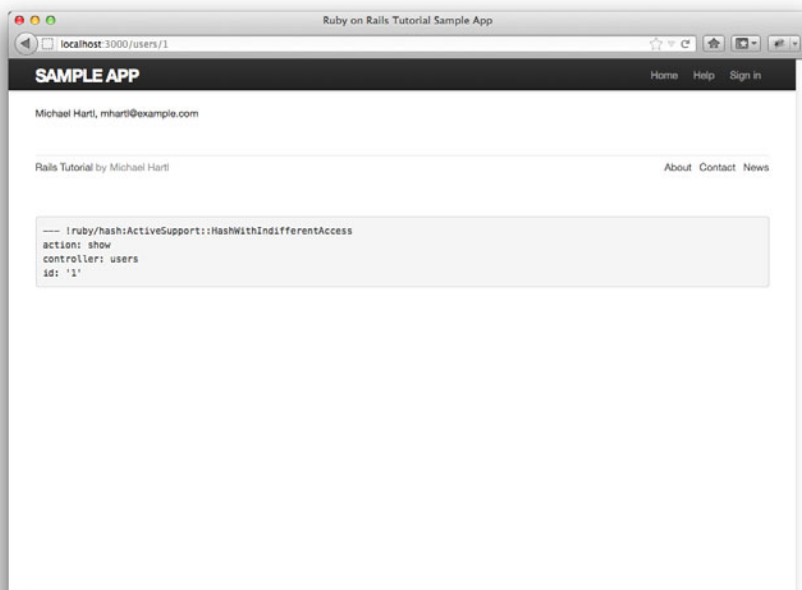 Ruby on Rails Tutorial Sample App
localhost:3000/users/1
SAMPLE APP
Home Help Sign in
Michael Hartl, mhartl@example.com
Rails Tutorial by Michael Hartl
About Contact News
--- !ruby/hash:ActiveSupport::HashWithIndifferentAccess
action: show
controller: users
id: '1'